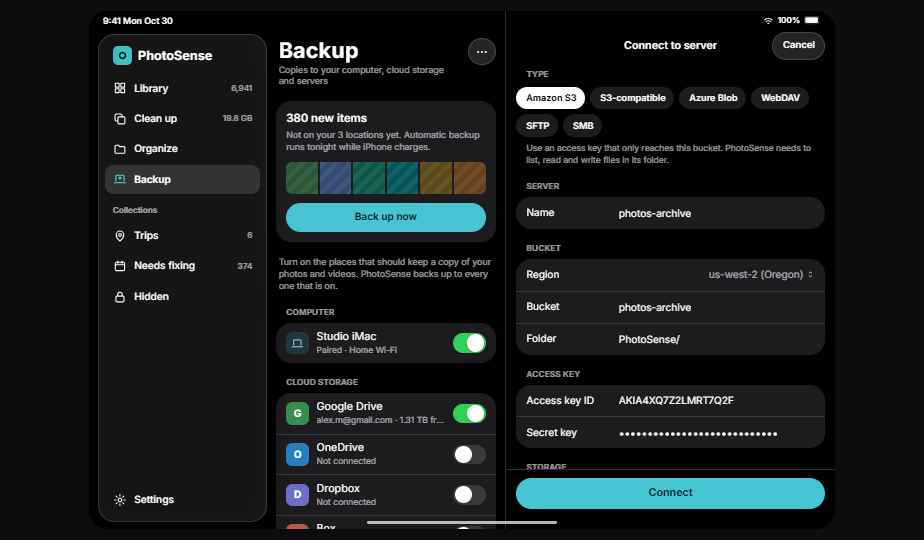 9:41 Mon Oct 30
100%
PhotoSense
Library
6,941
Clean up
19.8 GB
Organize
Backup
Collections
Trips
6
Needs fixing
374
Hidden
Settings
Backup
Copies to your computer, cloud storage
and servers
380 new items
Not on your 3 locations yet. Automatic backup
runs tonight while iPhone charges.
Back up now
Turn on the places that should keep a copy of your
photos and videos. PhotoSense backs up to every
one that is on.
COMPUTER
Studio iMac
Paired · Home Wi-Fi
CLOUD STORAGE
G
Google Drive
alex.m@gmail.com · 1.31 TB fr...
O
OneDrive
Not connected
D
Dropbox
Not connected
Box
Connect to server
Cancel
TYPE
Amazon S3
S3-compatible
Azure Blob
WebDAV
SFTP
SMB
Use an access key that only reaches this bucket. PhotoSense needs to
list, read and write files in its folder.
SERVER
Name
photos-archive
BUCKET
Region
us-west-2 (Oregon)
Bucket
photos-archive
Folder
PhotoSense/
ACCESS KEY
Access key ID
AKIA4XQ7Z2LMRT7Q2F
Secret key
STORAGE
Connect